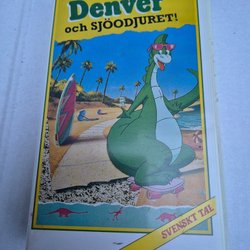 Denver
och SJÖODJURET!
SVENSKT TAL